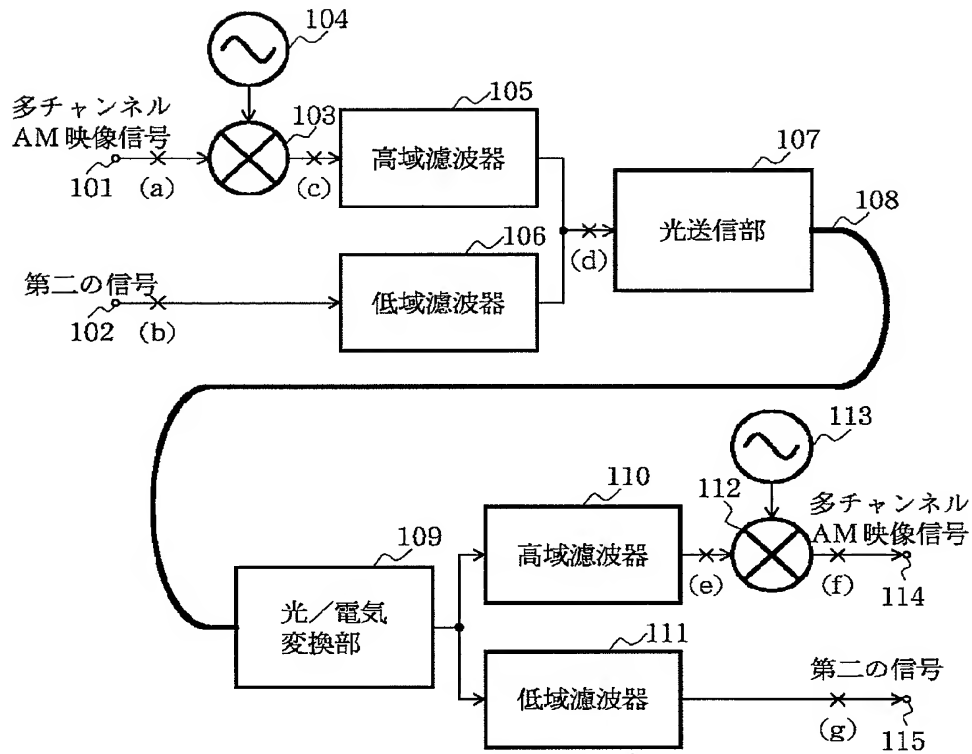 104
多チャンネル
AM映像信号
101
(a)
103
(c)
105
高域濾波器
107
光送信部
108
106
(d)
第二の信号
102
(b)
低域濾波器
113
110
112
多チャンネル
AM映像信号
109
高域濾波器
(e)
(f)
114
光／電気
変換部
111
低域濾波器
第二の信号
(g)
115